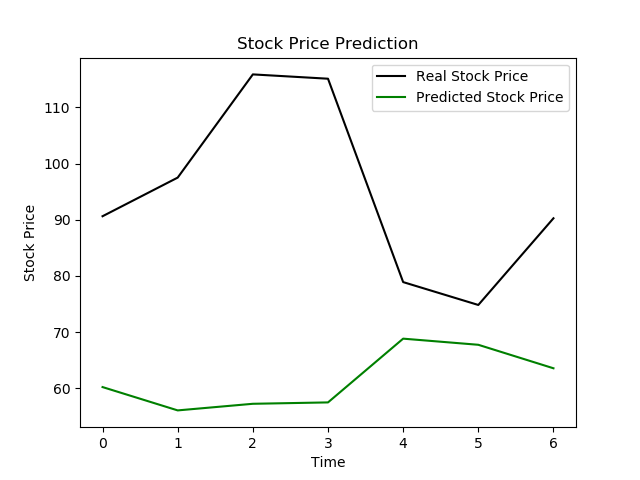 Stock Price Prediction
Real Stock Price
Predicted Stock Price
Stock Price
110
100
90
80
70
60
0 1 2 3 4 5 6
Time